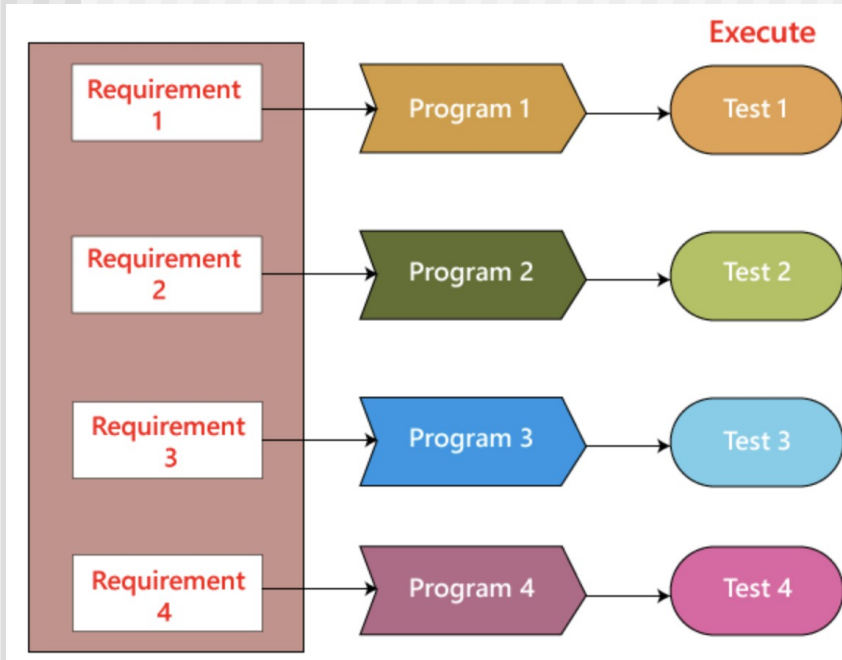 Execute
Requirement
1
Program 1
Test 1
Requirement
2
Program 2
Test 2
Requirement
3
Program 3
Test 3
Requirement
4
Program 4
Test 4